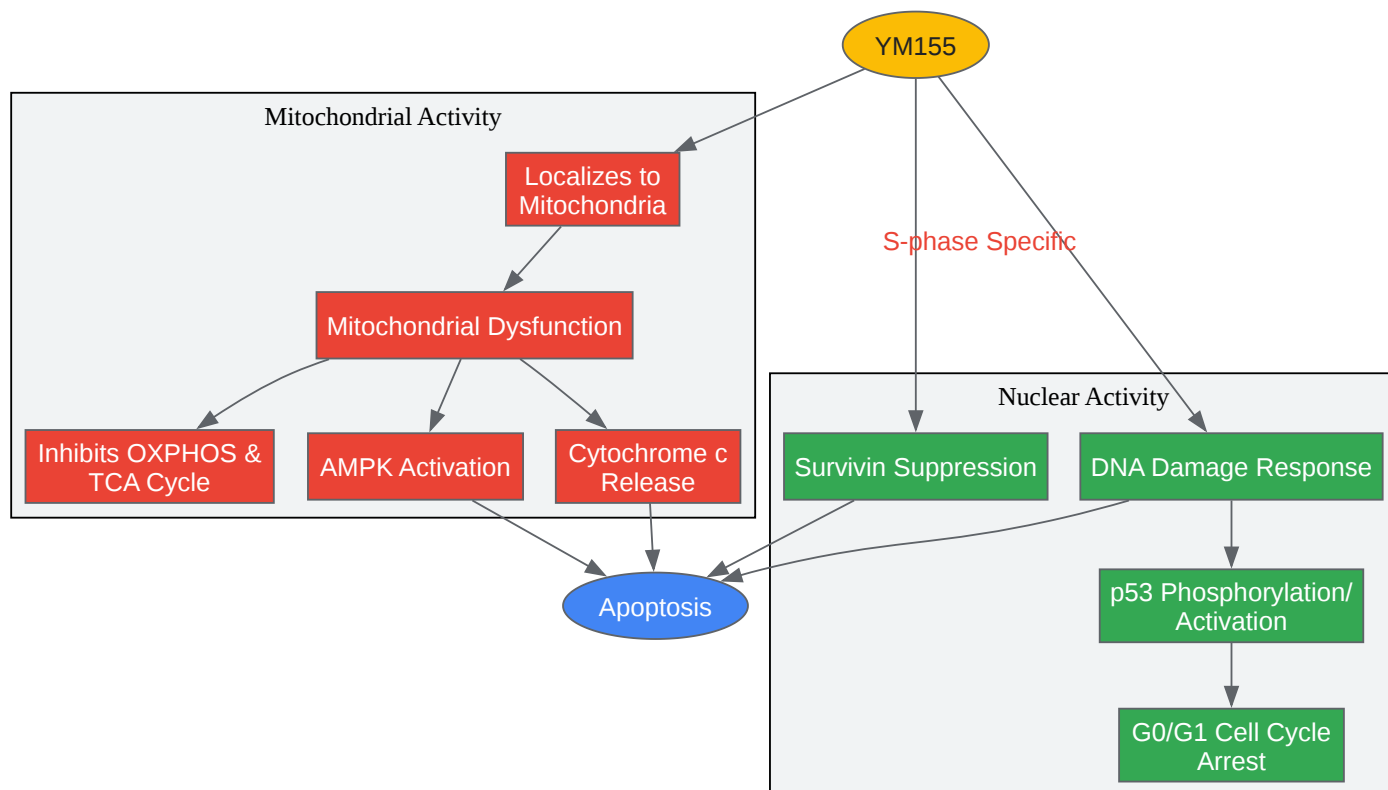 YM155
Mitochondrial Activity
Localizes to
Mitochondria
S-phase Specific
Mitochondrial Dysfunction
Nuclear Activity
Inhibits OXPHOS &
TCA Cycle
AMPK Activation
Cytochrome c
Release
Survivin Suppression
DNA Damage Response
Apoptosis
p53 Phosphorylation/
Activation
G0/G1 Cell Cycle
Arrest